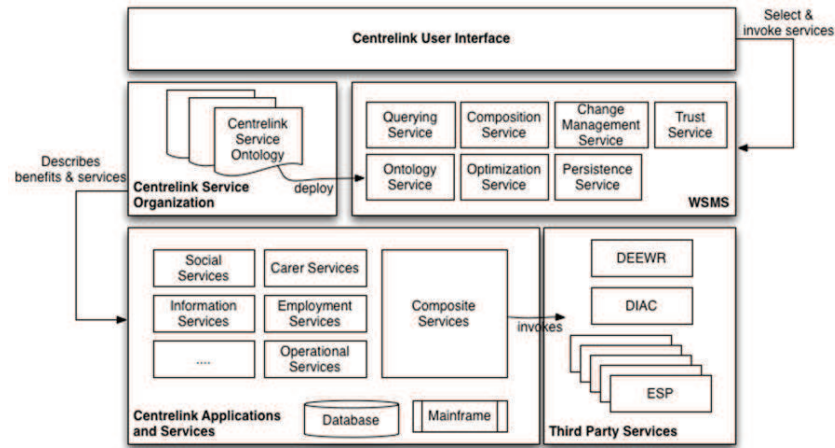 Select &
invoke services
Centrelink User Interface
Centrelink
Service
Ontology
Centrelink Service
Organization
deploy
Querying
Service
Composition
Service
Change
Management
Service
Trust
Service
Ontology
Service
Optimization
Service
Persistence
Service
WSMS
Describes
benefits & services
Social
Services
Carer Services
Information
Services
Employment
Services
....
Operational
Services
Composite
Services
invokes
Centrelink Applications
and Services
Database
Mainframe
DEEWR
DIAC
ESP
Third Party Services